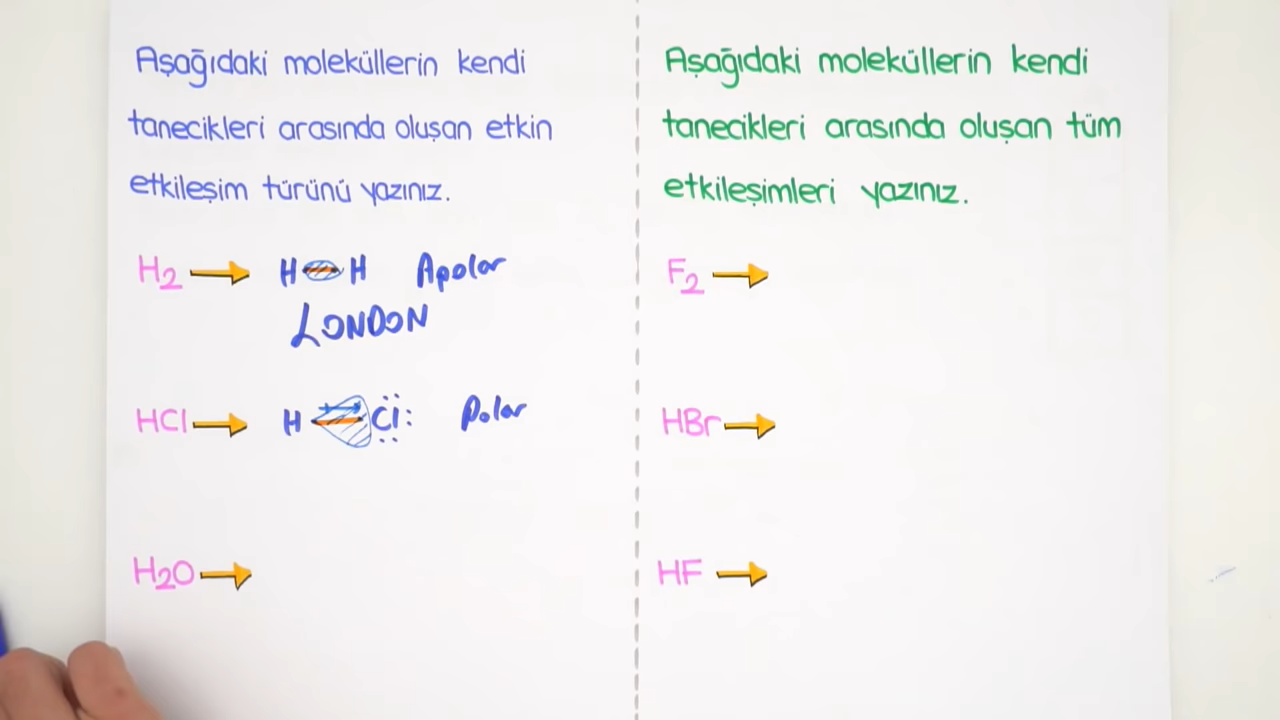 Aşağıdaki moleküllerin kendi
tanecikleri arasında oluşan etkin
etkileşim türünü yazınız.
H2 → H H Apolar
LONDON
HCl → H Cl: Polar
H2O →
Aşağıdaki moleküllerin kendi
tanecikleri arasında oluşan tüm
etkileşimleri yazınız.
F2 →
HBr →
HF →